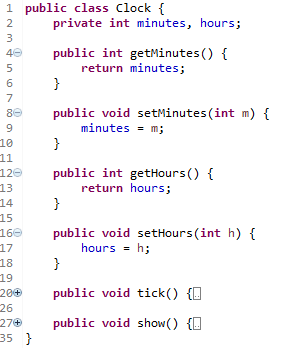 1 public class Clock {
2 private int minutes, hours;
3
4 public int getMinutes() {
5 return minutes;
6 }
7
8 public void setMinutes(int m) {
9 minutes = m;
10 }
11
12 public int getHours() {
13 return hours;
14 }
15
16 public void setHours(int h) {
17 hours = h;
18 }
19
20 public void tick() {
26
27 public void show() {
35 }